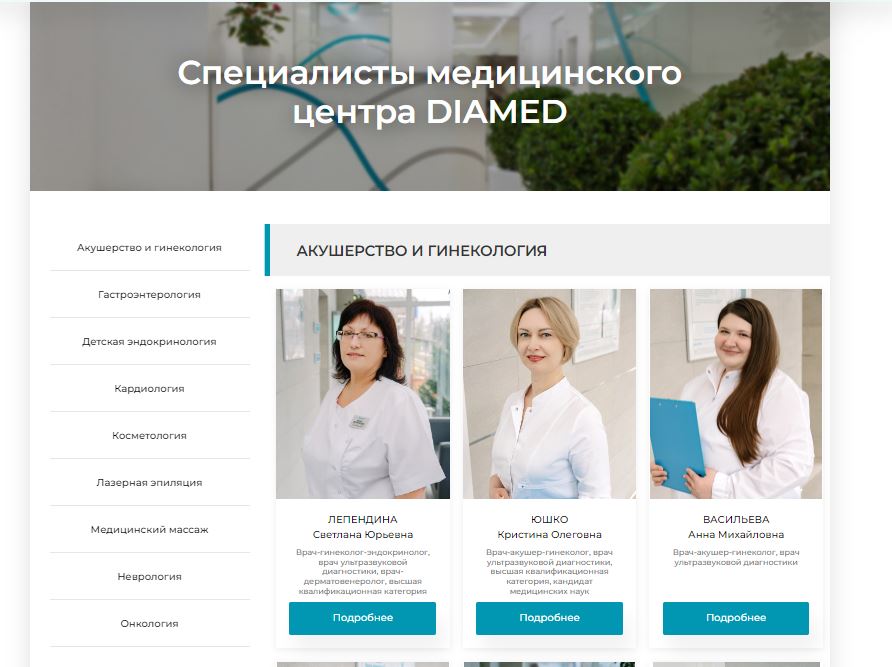 Специалисты медицинского
центра DIAMED
Акушерство и гинекология
Гастроэнтерология
Детская эндокринология
Кардиология
Косметология
Лазерная эпиляция
Медицинский массаж
Неврология
Онкология
АКУШЕРСТВО И ГИНЕКОЛОГИЯ
ЛЕПЕНДИНА
Светлана Юрьевна
Врач-гинеколог-эндокринолог,
врач ультразвуковой
диагностики, врач-
дерматовенеролог, высшая
квалификационная категория
Подробнее
ЮШКО
Кристина Олеговна
Врач-акушер-гинеколог, врач
ультразвуковой диагностики,
высшая квалификационная
категория, кандидат
медицинских наук
Подробнее
ВАСИЛЬЕВА
Анна Михайловна
Врач-акушер-гинеколог, врач
ультразвуковой диагностики
Подробнее